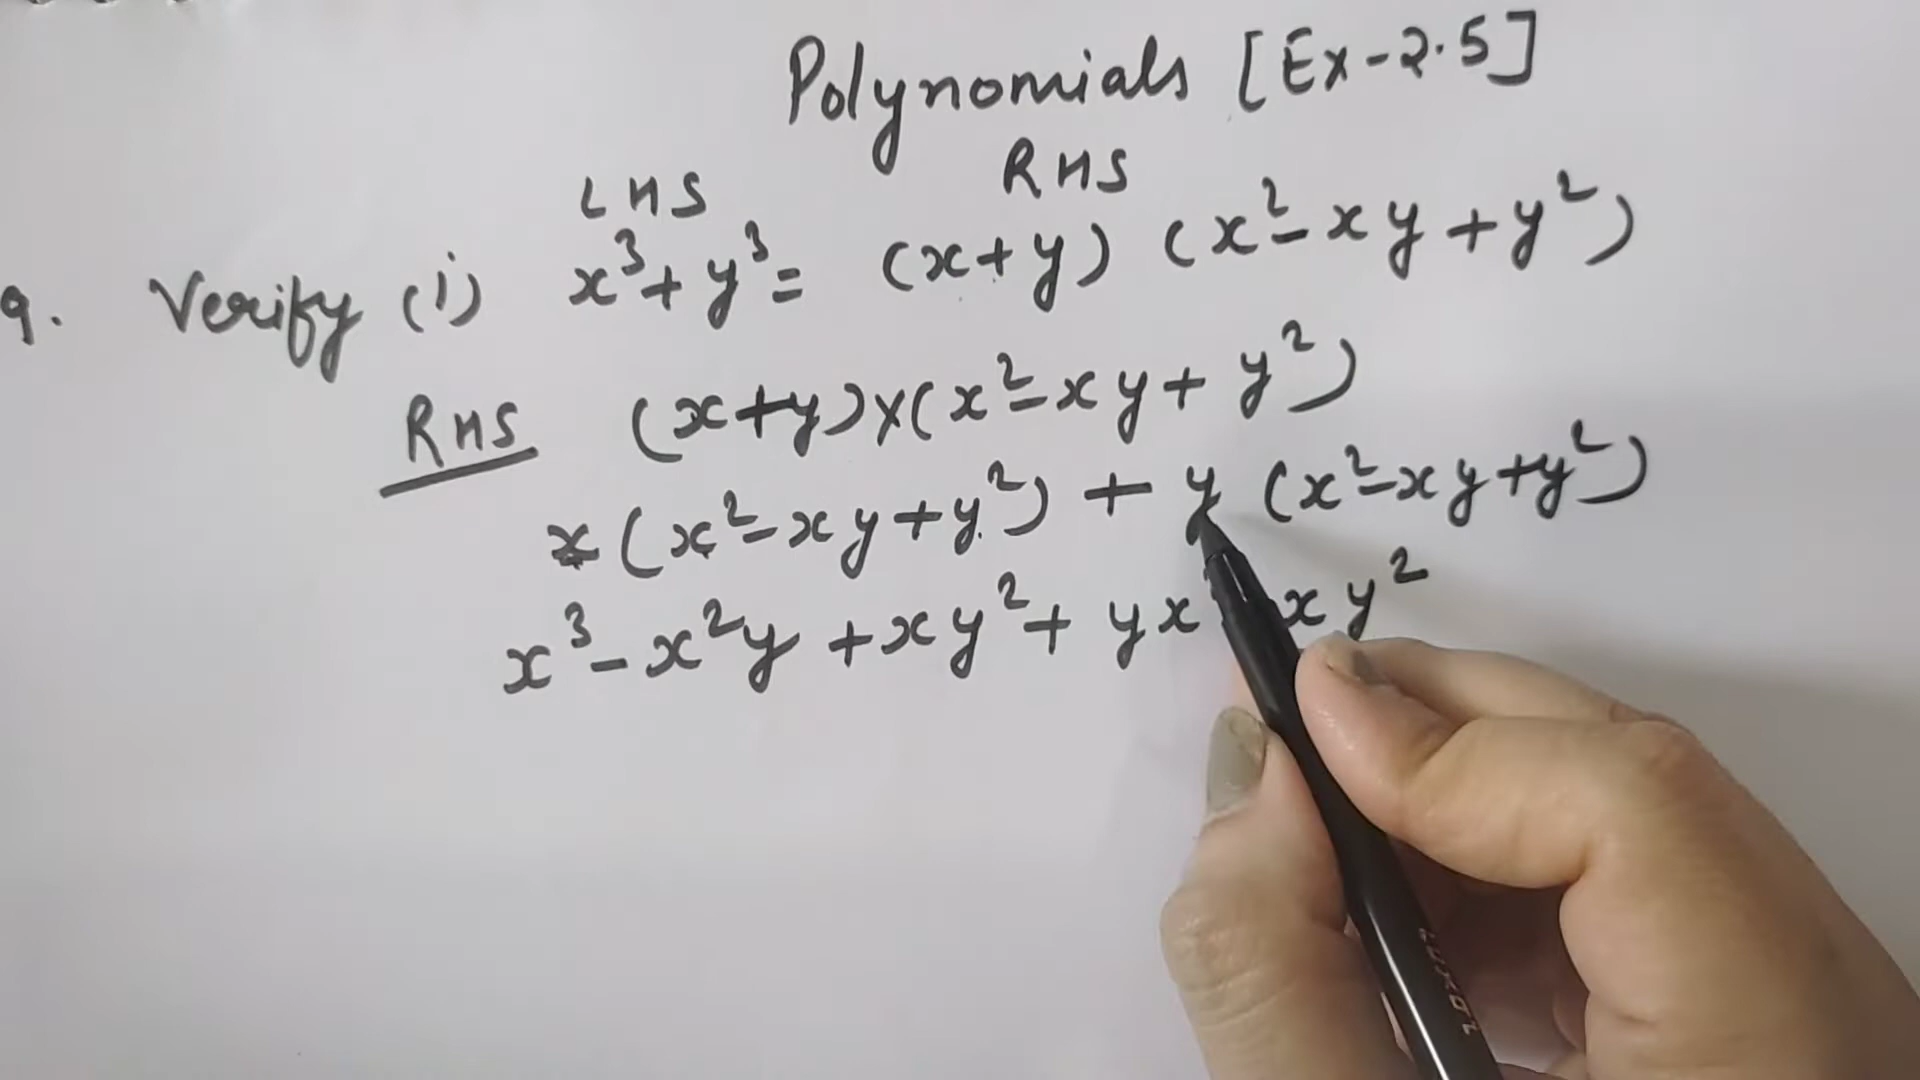 Polynomials [Ex-2.5]
LHS RHS
9. Verify (i) x³+y³= (x+y) (x²-xy+y²)
RHS (x+y)×(x²-xy+y²)
x(x²-xy+y²) + y (x²-xy+y²)
x³-x²y+xy²+ yx xy²